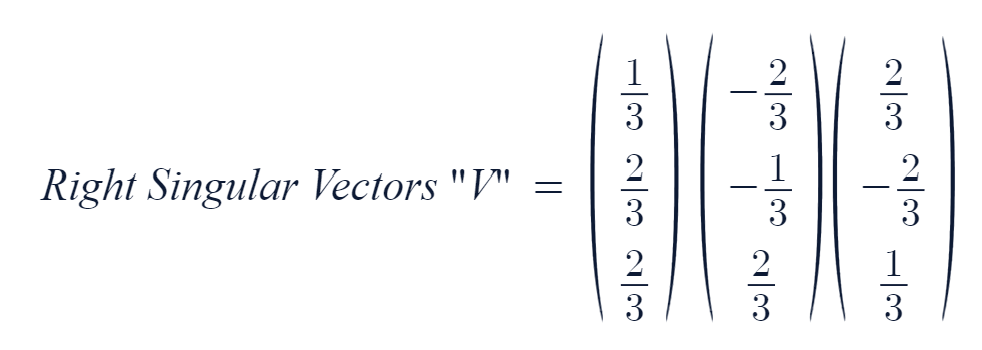 Right Singular Vectors "V" = (1/3 2/3 2/3) (-2/3 -1/3 2/3) (2/3 -2/3 1/3)